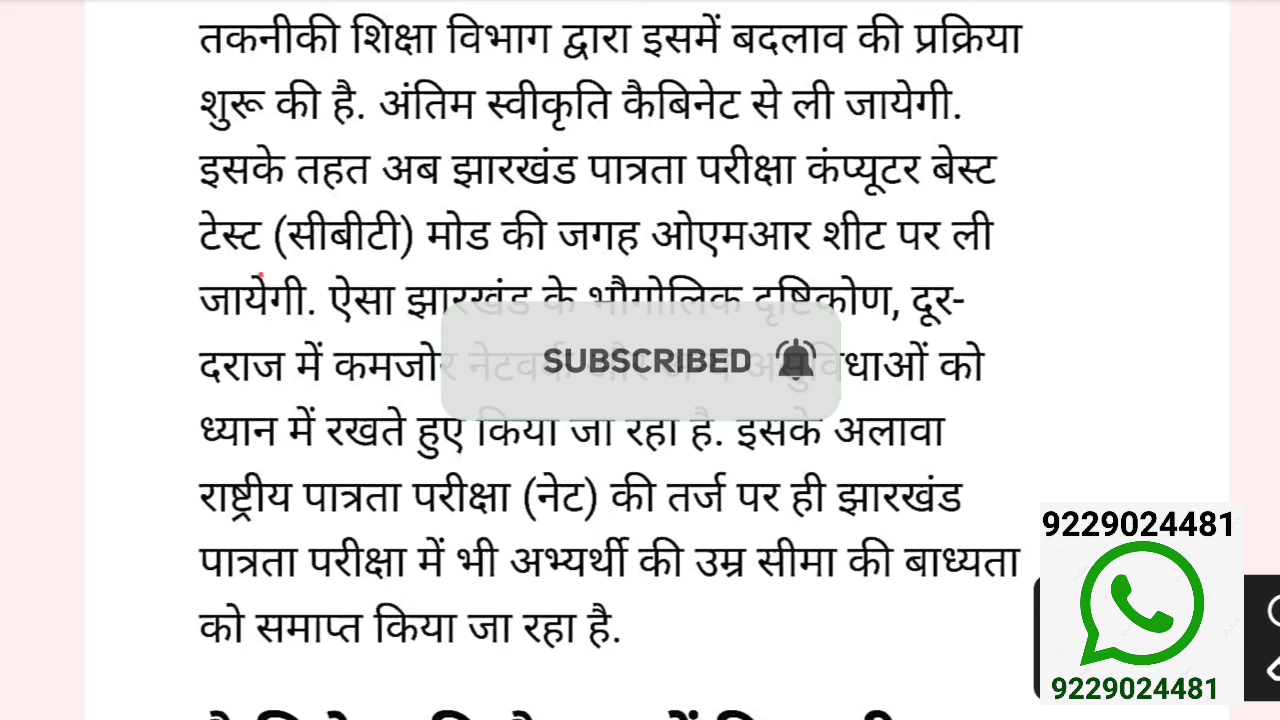 तकनीकी शिक्षा विभाग द्वारा इसमें बदलाव की प्रक्रिया
शुरू की है. अंतिम स्वीकृति कैबिनेट से ली जायेगी.
इसके तहत अब झारखंड पात्रता परीक्षा कंप्यूटर बेस्ट
टेस्ट (सीबीटी) मोड की जगह ओएमआर शीट पर ली
जायेगी. ऐसा झारखंड के भौगोलिक दृष्टिकोण, दूर-
दराज में कमजोर नेटवर्क को
SUBSCRIBED
ध्यान में रखते हुए किया जा रहा है. इसके अलावा
राष्ट्रीय पात्रता परीक्षा (नेट) की तर्ज पर ही झारखंड
पात्रता परीक्षा में भी अभ्यर्थी की उम्र सीमा की बाध्यता
को समाप्त किया जा रहा है.
9229024481
9229024481